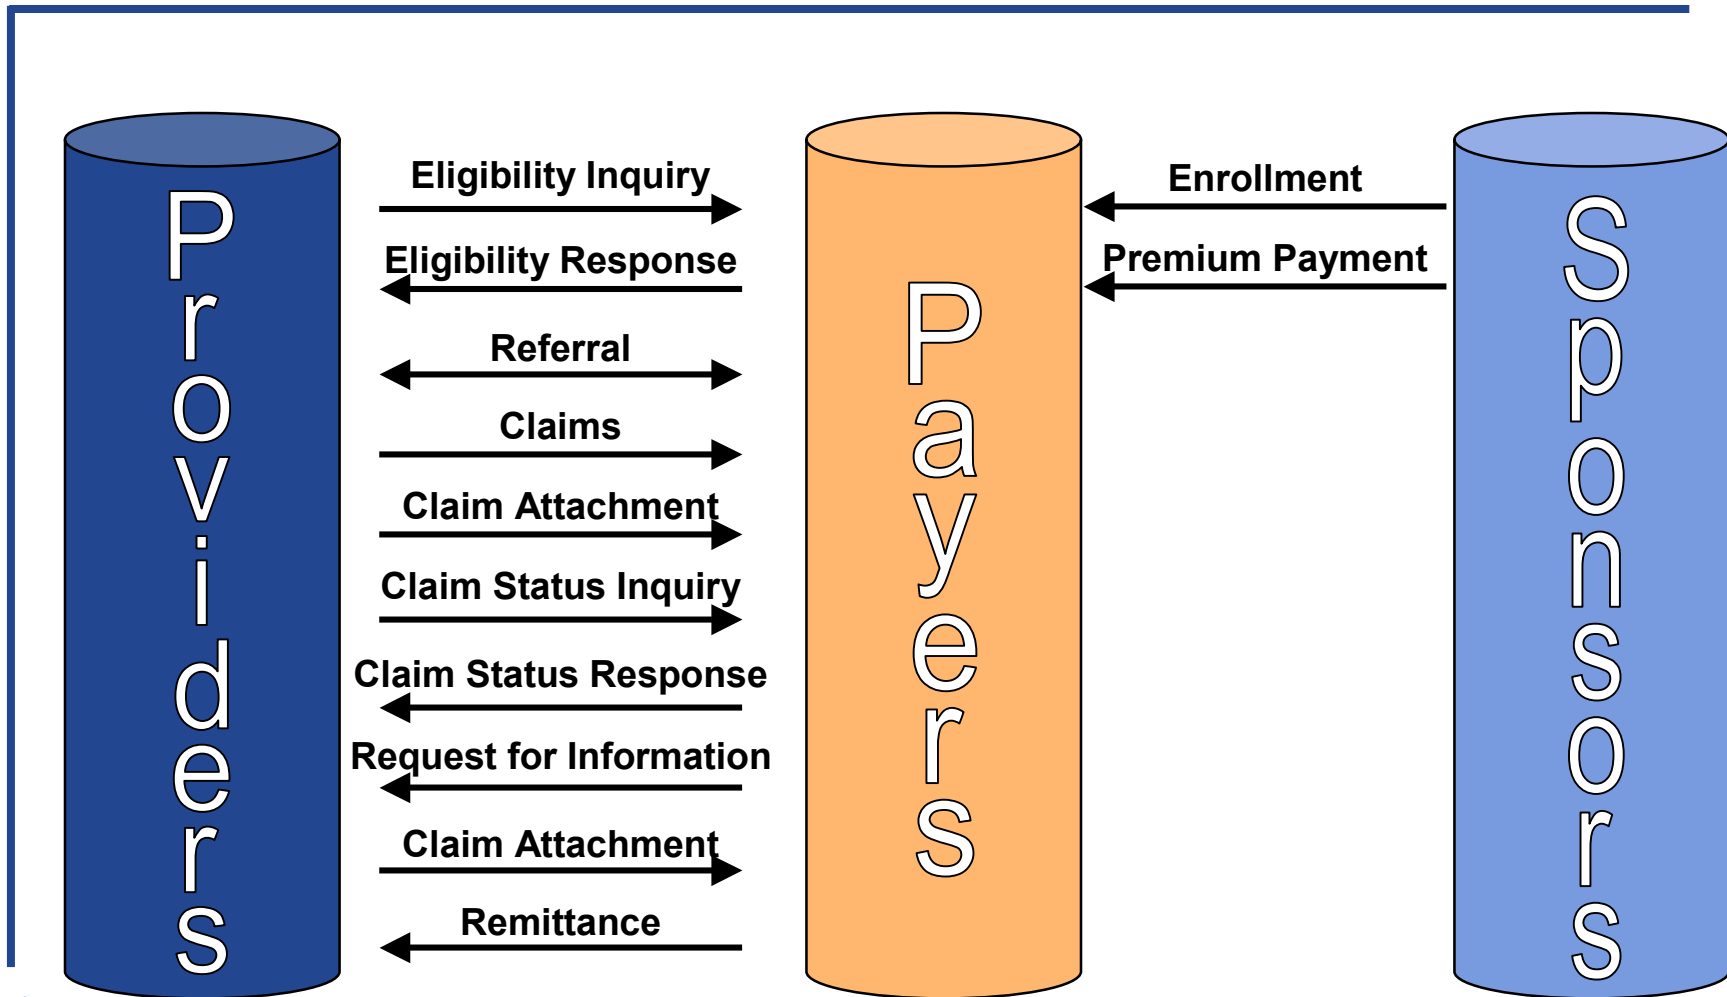 Providers
Eligibility Inquiry
Eligibility Response
Referral
Claims
Claim Attachment
Claim Status Inquiry
Claim Status Response
Request for Information
Claim Attachment
Remittance
Payers
Enrollment
Premium Payment
Sponsors